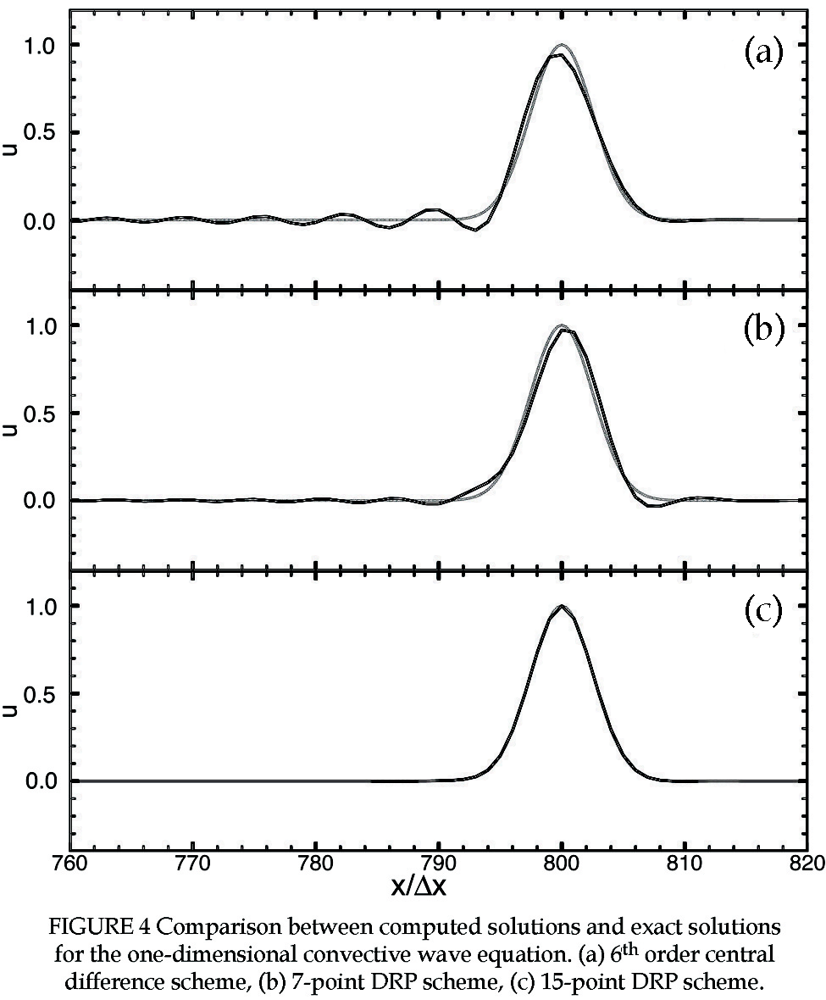 (a)
1.0
0.5
0.0
u
(b)
1.0
0.5
0.0
u
(c)
1.0
0.5
0.0
u
760 770 780 790 800 810 820
x/Δx
FIGURE 4 Comparison between computed solutions and exact solutions
for the one-dimensional convective wave equation. (a) 6th order central
difference scheme, (b) 7-point DRP scheme, (c) 15-point DRP scheme.